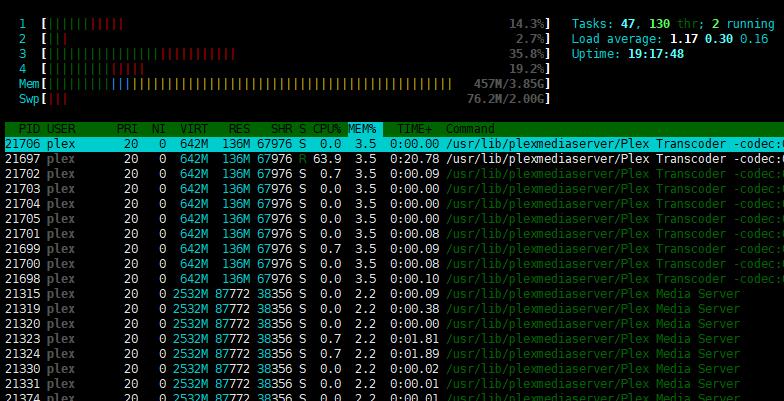 1 [||||||||||||| 14.3%] Tasks: 47, 130 thr; 2 running
2 [||| 2.7%] Load average: 1.17 0.30 0.16
3 [||||||||||||||||||||||||||| 35.8%] Uptime: 19:17:48
4 [|||||||||||||| 19.2%]
Mem[||||||||||||||||||||||||||||||||||||||||||||||||||||||||||| 457M/3.85G]
Swp[||| 76.2M/2.00G]
PID USER PRI NI VIRT RES SHR S CPU% MEM% TIME+ Command
21706 plex 20 0 642M 136M 67976 S 0.0 3.5 0:00.00 /usr/lib/plexmediaserver/Plex Transcoder -codec:
21697 plex 20 0 642M 136M 67976 R 63.9 3.5 0:20.78 /usr/lib/plexmediaserver/Plex Transcoder -codec:
21702 plex 20 0 642M 136M 67976 S 0.7 3.5 0:00.09 /usr/lib/plexmediaserver/Plex Transcoder -codec:
21703 plex 20 0 642M 136M 67976 S 0.0 3.5 0:00.00 /usr/lib/plexmediaserver/Plex Transcoder -codec:
21704 plex 20 0 642M 136M 67976 S 0.0 3.5 0:00.00 /usr/lib/plexmediaserver/Plex Transcoder -codec:
21705 plex 20 0 642M 136M 67976 S 0.0 3.5 0:00.08 /usr/lib/plexmediaserver/Plex Transcoder -codec:
21701 plex 20 0 642M 136M 67976 S 0.0 3.5 0:00.08 /usr/lib/plexmediaserver/Plex Transcoder -codec:
21699 plex 20 0 642M 136M 67976 S 0.7 3.5 0:00.09 /usr/lib/plexmediaserver/Plex Transcoder -codec:
21700 plex 20 0 642M 136M 67976 S 0.0 3.5 0:00.08 /usr/lib/plexmediaserver/Plex Transcoder -codec:
21698 plex 20 0 642M 136M 67976 S 0.0 3.5 0:00.10 /usr/lib/plexmediaserver/Plex Transcoder -codec:
21315 plex 20 0 2532M 87772 38356 S 0.0 2.2 0:00.09 /usr/lib/plexmediaserver/Plex Media Server
21319 plex 20 0 2532M 87772 38356 S 0.0 2.2 0:00.38 /usr/lib/plexmediaserver/Plex Media Server
21320 plex 20 0 2532M 87772 38356 S 0.0 2.2 0:00.00 /usr/lib/plexmediaserver/Plex Media Server
21323 plex 20 0 2532M 87772 38356 S 0.7 2.2 0:01.81 /usr/lib/plexmediaserver/Plex Media Server
21324 plex 20 0 2532M 87772 38356 S 0.7 2.2 0:01.89 /usr/lib/plexmediaserver/Plex Media Server
21330 plex 20 0 2532M 87772 38356 S 0.0 2.2 0:00.02 /usr/lib/plexmediaserver/Plex Media Server
21331 plex 20 0 2532M 87772 38356 S 0.0 2.2 0:00.01 /usr/lib/plexmediaserver/Plex Media Server
21374 plex 20 0 2532M 87772 38356 S 0.0 2.2 0:00.01 /usr/lib/plexmediaserver/Plex Media Server